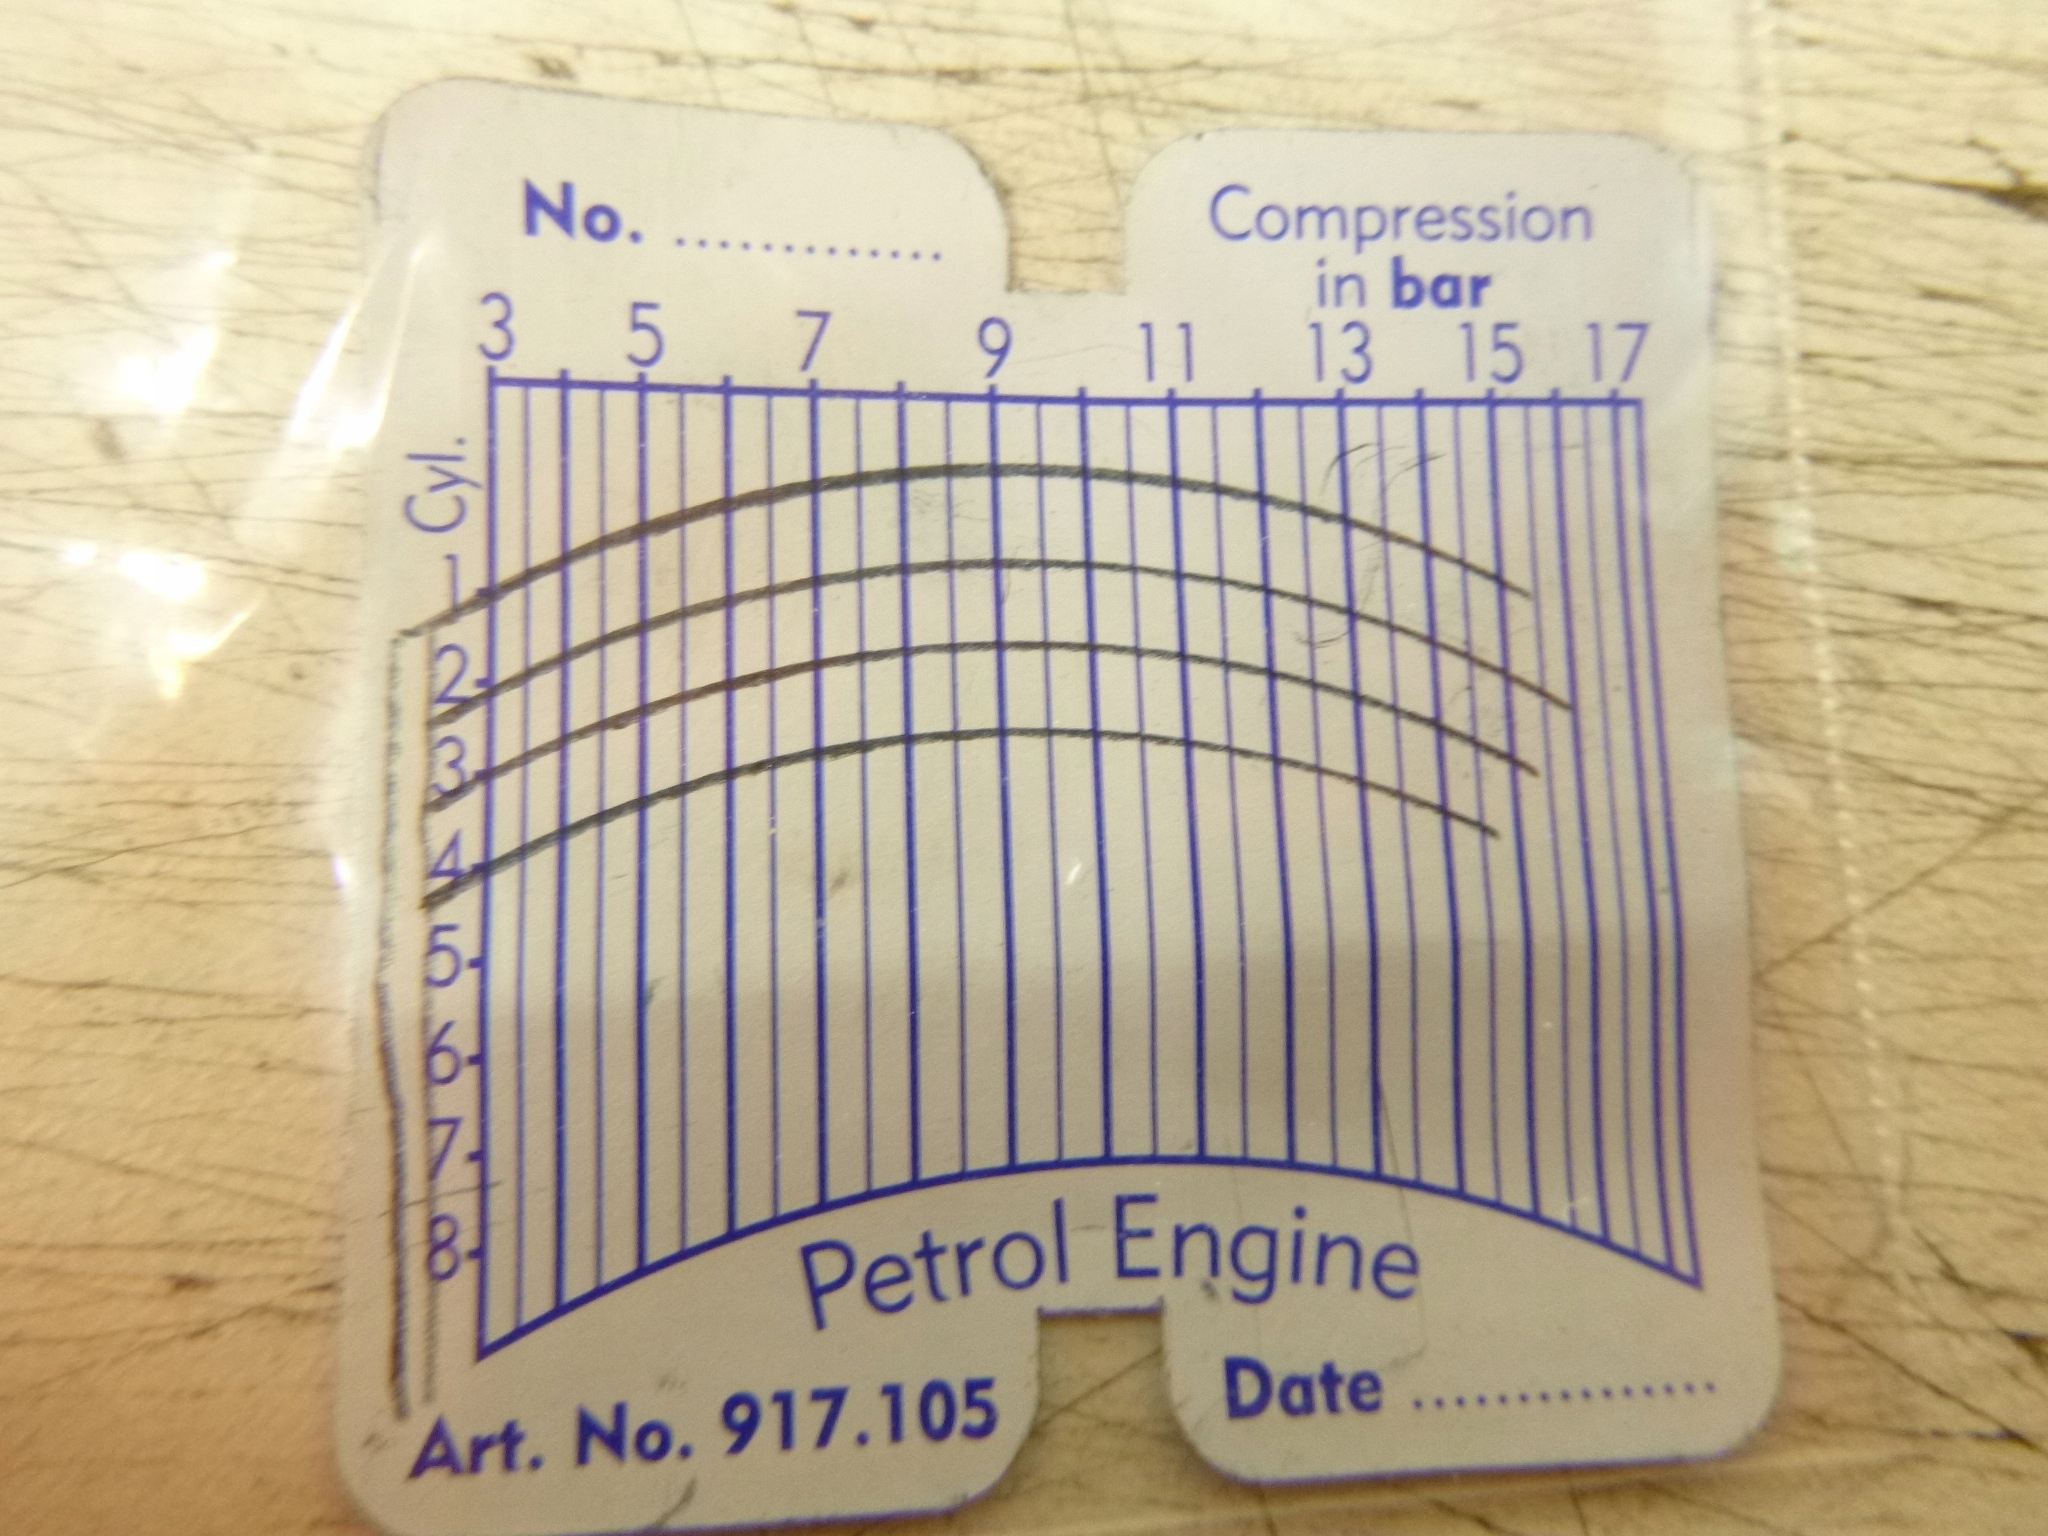 No. .............
Compression
in bar
3 5 7 9 11 13 15 17
Cyl.
1
2
3
4
5
6
7
8
Petrol Engine
Art. No. 917.105
Date ...............